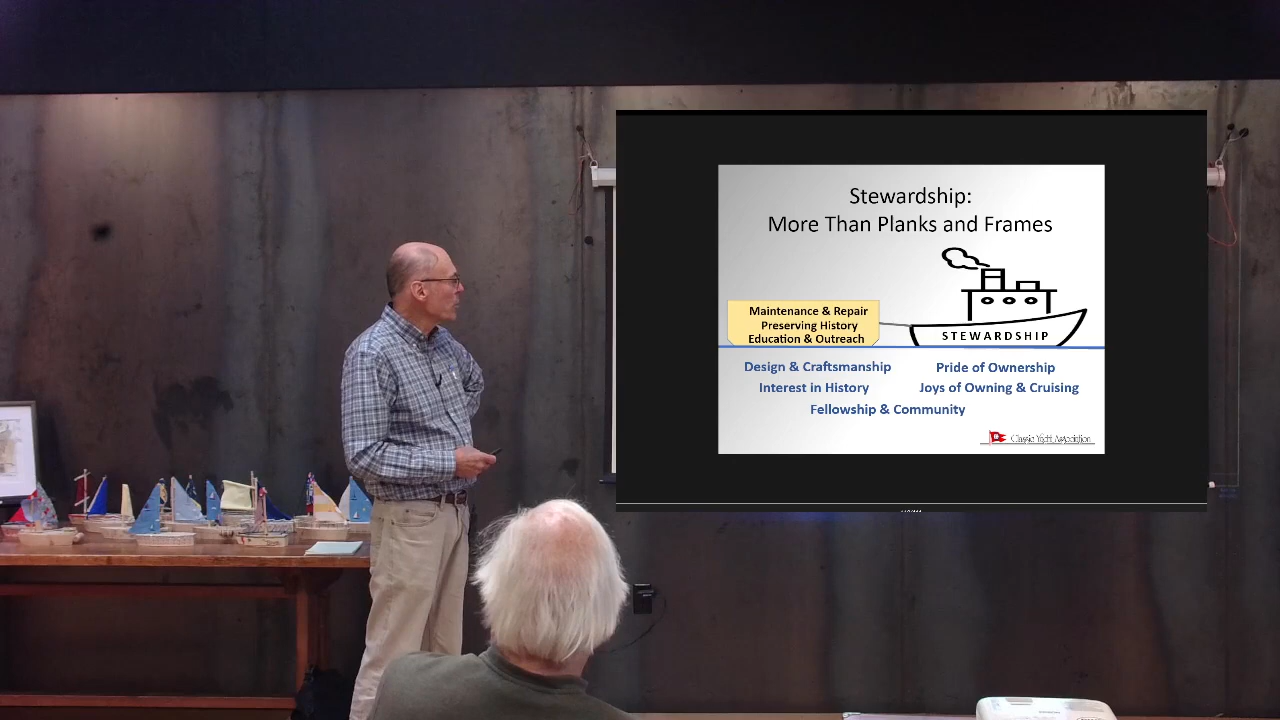 Stewardship:
More Than Planks and Frames
Maintenance & Repair
Preserving History
Education & Outreach
STEWARDSHIP
Design & Craftsmanship
Pride of Ownership
Interest in History
Joys of Owning & Cruising
Fellowship & Community
Classic Yacht Association